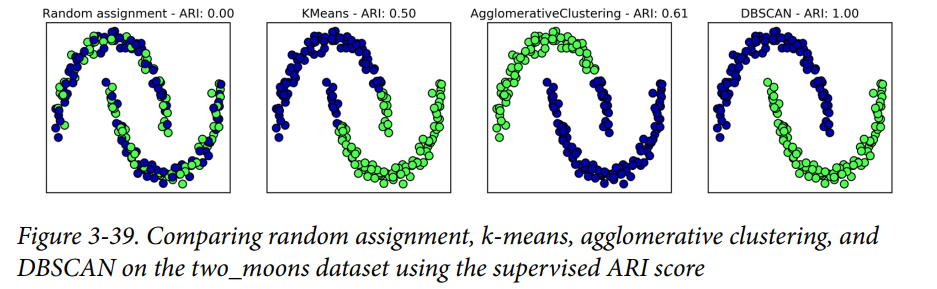 Random assignment - ARI: 0.00
KMeans - ARI: 0.50
AgglomerativeClustering - ARI: 0.61
DBSCAN - ARI: 1.00
Figure 3-39. Comparing random assignment, k-means, agglomerative clustering, and
DBSCAN on the two_moons dataset using the supervised ARI score